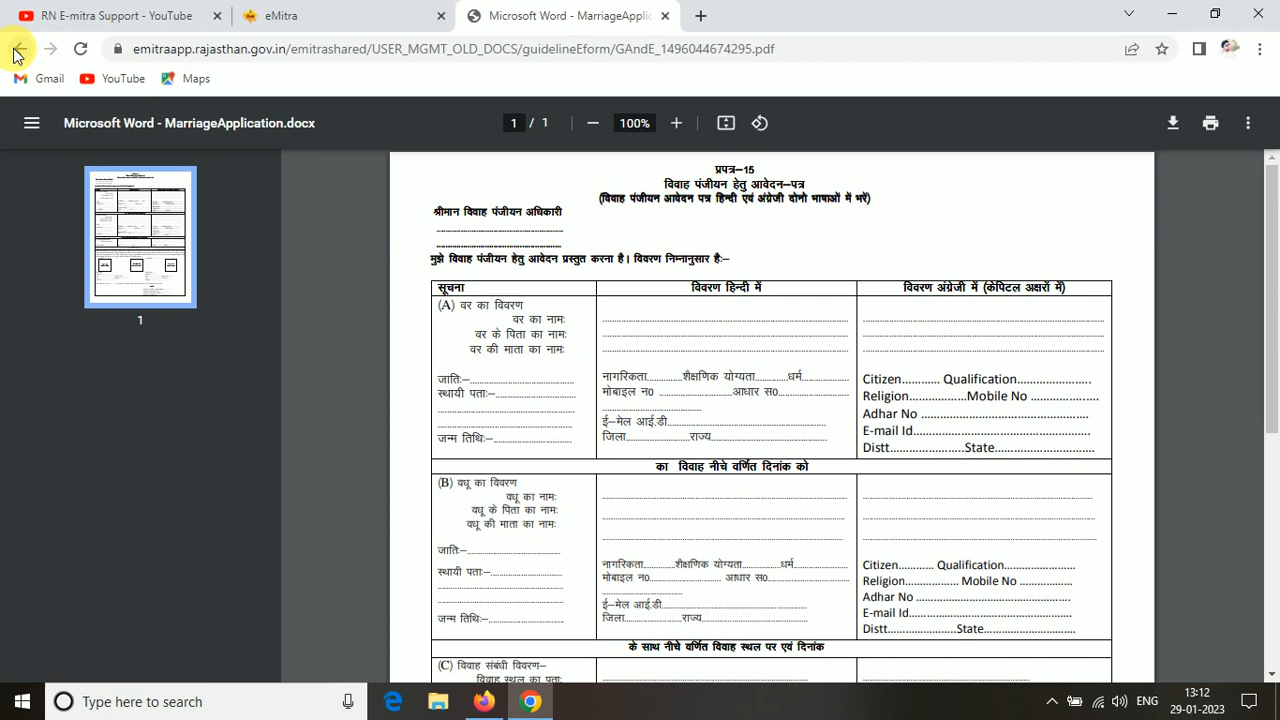 RN E-mitra Support - YouTube
eMitra
Microsoft Word - MarriageApplic
emitraapp.rajasthan.gov.in/emitrashared/USER_MGMT_OLD_DOCS/guidelineEform/GAndE_1496044674295.pdf
Gmail YouTube Maps
Microsoft Word - MarriageApplication.docx
1 / 1
100%
1
प्रपत्र–15
विवाह पंजीयन हेतु आवेदन–पत्र
(विवाह पंजीयन आवेदन पत्र हिन्दी एवं अंग्रेजी दोनो भाषाओं में भरें)
श्रीमान विवाह पंजीयन अधिकारी
मुझे विवाह पंजीयन हेतु आवेदन प्रस्तुत करना है। विवरण निम्नानुसार हैः–
सूचना विवरण हिन्दी में विवरण अंग्रेजी में (केपिटल अक्षरों में)
(A) वर का विवरण
वर का नामः
वर के पिता का नामः
वर की माता का नामः
जातिः–
स्थायी पताः–
जन्म तिथिः–
नागरिकता............शैक्षणिक योग्यता............धर्म
मोबाइल न0 ........................आधार स0
ई–मेल आई.डी
जिला........................राज्य
Citizen........... Qualification
Religion..................Mobile No
Adhar No
E-mail Id
Distt.......................State
का विवाह नीचे वर्णित दिनांक को
(B) वधू का विवरण
वधू का नामः
वधू के पिता का नामः
वधू की माता का नामः
जातिः–
स्थायी पताः–
जन्म तिथिः–
नागरिकता............शैक्षणिक योग्यता............धर्म
मोबाइल न0........................ आधार स0
ई–मेल आई.डी
जिला........................राज्य
Citizen........... Qualification
Religion.................. Mobile No
Adhar No
E-mail Id
Distt.......................State
के साथ नीचे वर्णित विवाह स्थल पर एवं दिनांक
(C) विवाह संबंधी विवरण–
विवाह स्थल का पताः
Type here to search
ENG
13:12
29-01-2023